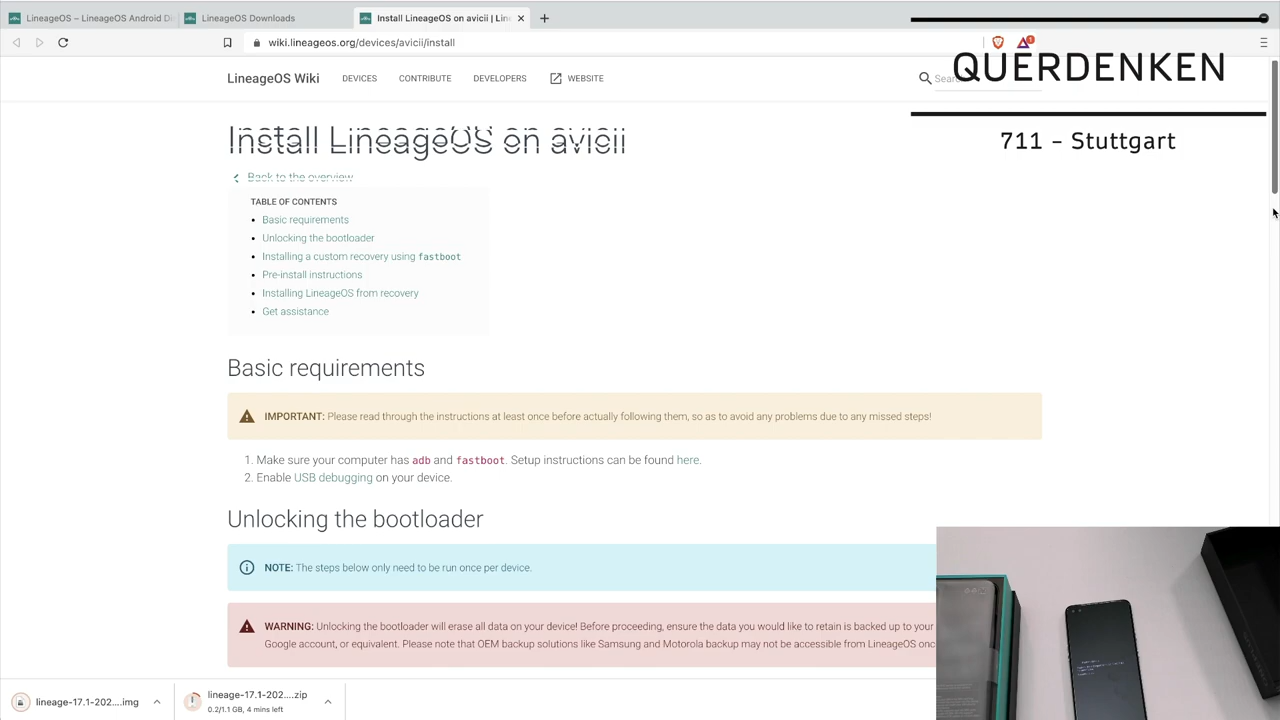 LineageOS – LineageOS Android Di
LineageOS Downloads
Install LineageOS on avicii | Lin
wiki.lineageos.org/devices/avicii/install
1
QUERDENKEN
711 - Stuttgart
LineageOS Wiki
DEVICES
CONTRIBUTE
DEVELOPERS
WEBSITE
Install LineageOS on avicii
Back to the overview
TABLE OF CONTENTS
Basic requirements
Unlocking the bootloader
Installing a custom recovery using fastboot
Pre-install instructions
Installing LineageOS from recovery
Get assistance
Basic requirements
IMPORTANT: Please read through the instructions at least once before actually following them, so as to avoid any problems due to any missed steps!
1. Make sure your computer has adb and fastboot. Setup instructions can be found here.
2. Enable USB debugging on your device.
Unlocking the bootloader
NOTE: The steps below only need to be run once per device.
WARNING: Unlocking the bootloader will erase all data on your device! Before proceeding, ensure the data you would like to retain is backed up to your
Google account, or equivalent. Please note that OEM backup solutions like Samsung and Motorola backup may not be accessible from LineageOS onc
lineage-17.1-202....img
lineage-17.1-202....zip
0.2/1.1 GB, 4 mins left